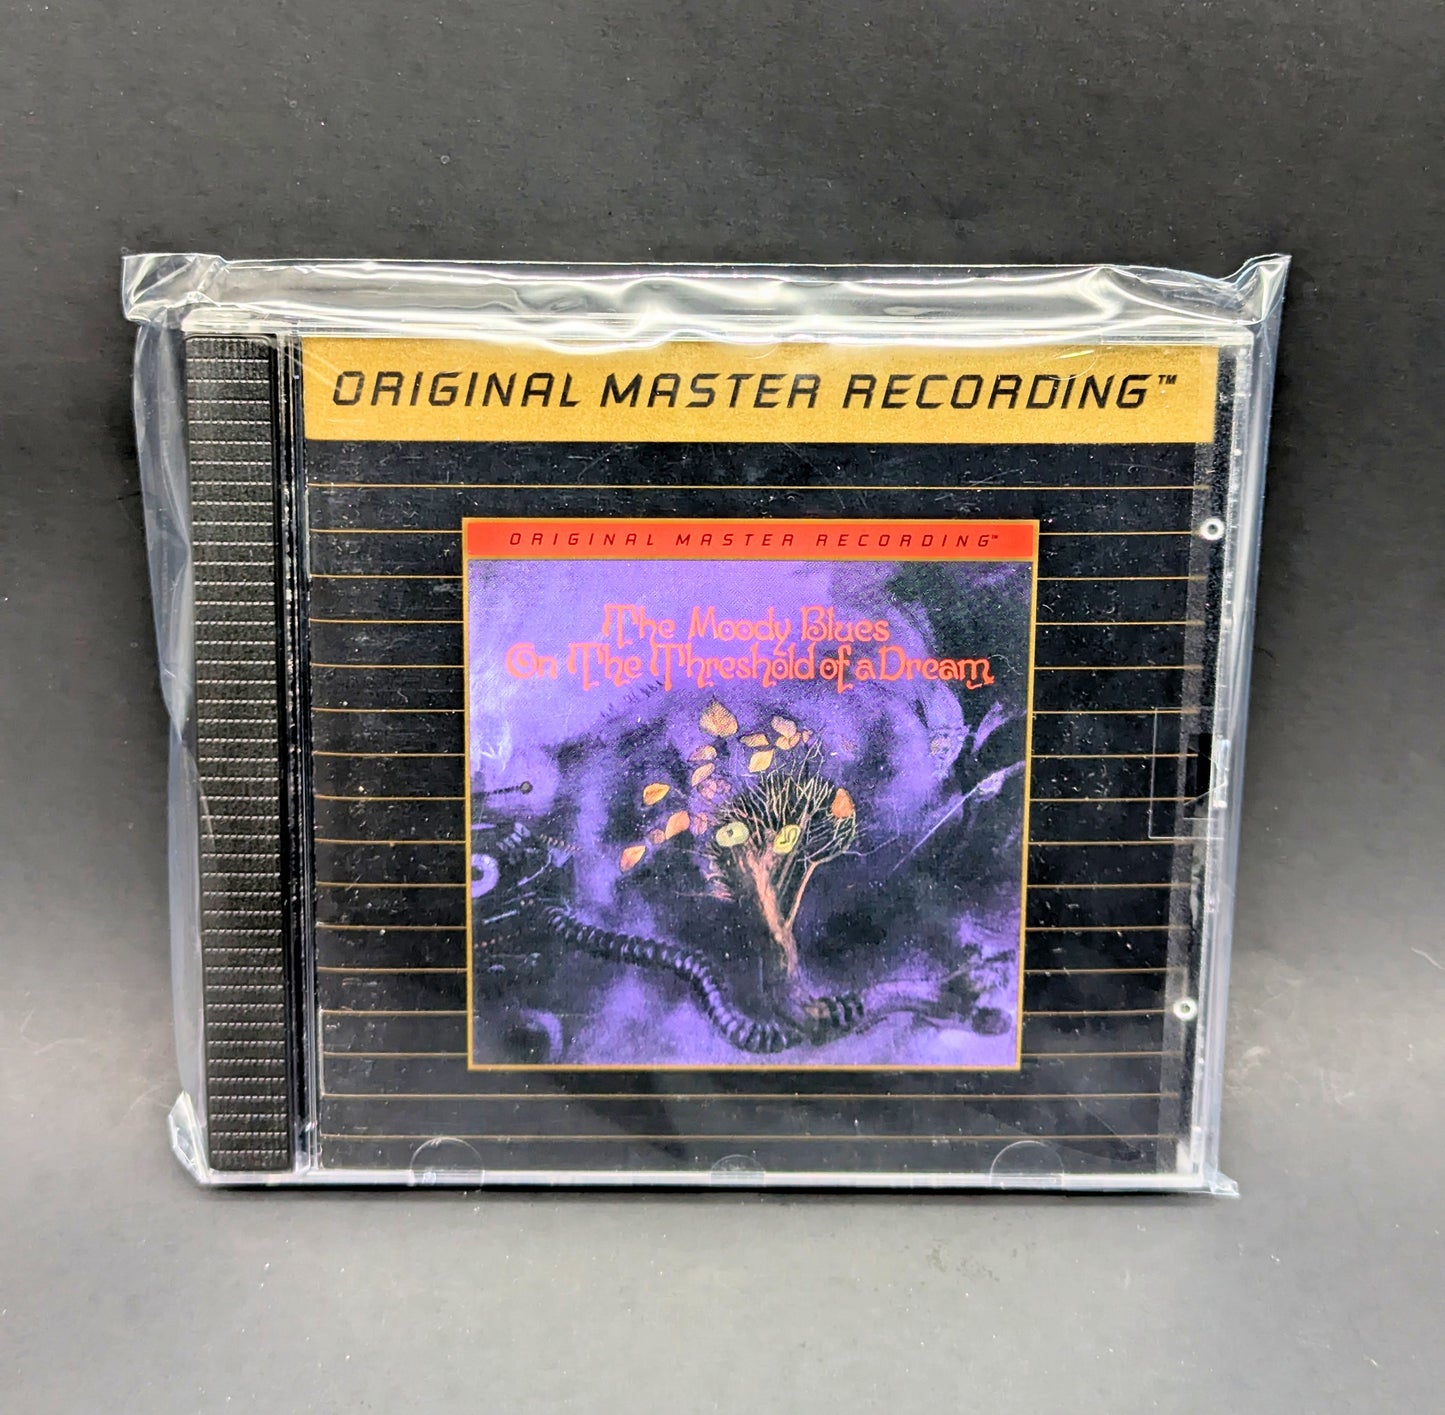 ORIGINAL MASTER RECORDING™
ORIGINAL MASTER RECORDING™
The Moody Blues
On The Threshold of a Dream